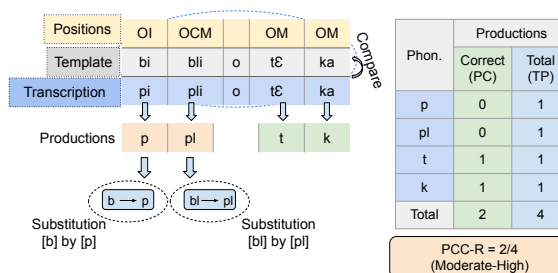 Positions OI OCM OM OM
Template bi bli o tƐ ka
Transcription pi pli o tƐ ka
Compare
Productions p pl t k
b → p bl → pl
Substitution [b] by [p]
Substitution [bl] by [pl]
Phon. Productions
Correct (PC) Total (TP)
p 0 1
pl 0 1
t 1 1
k 1 1
Total 2 4
PCC-R = 2/4
(Moderate-High)